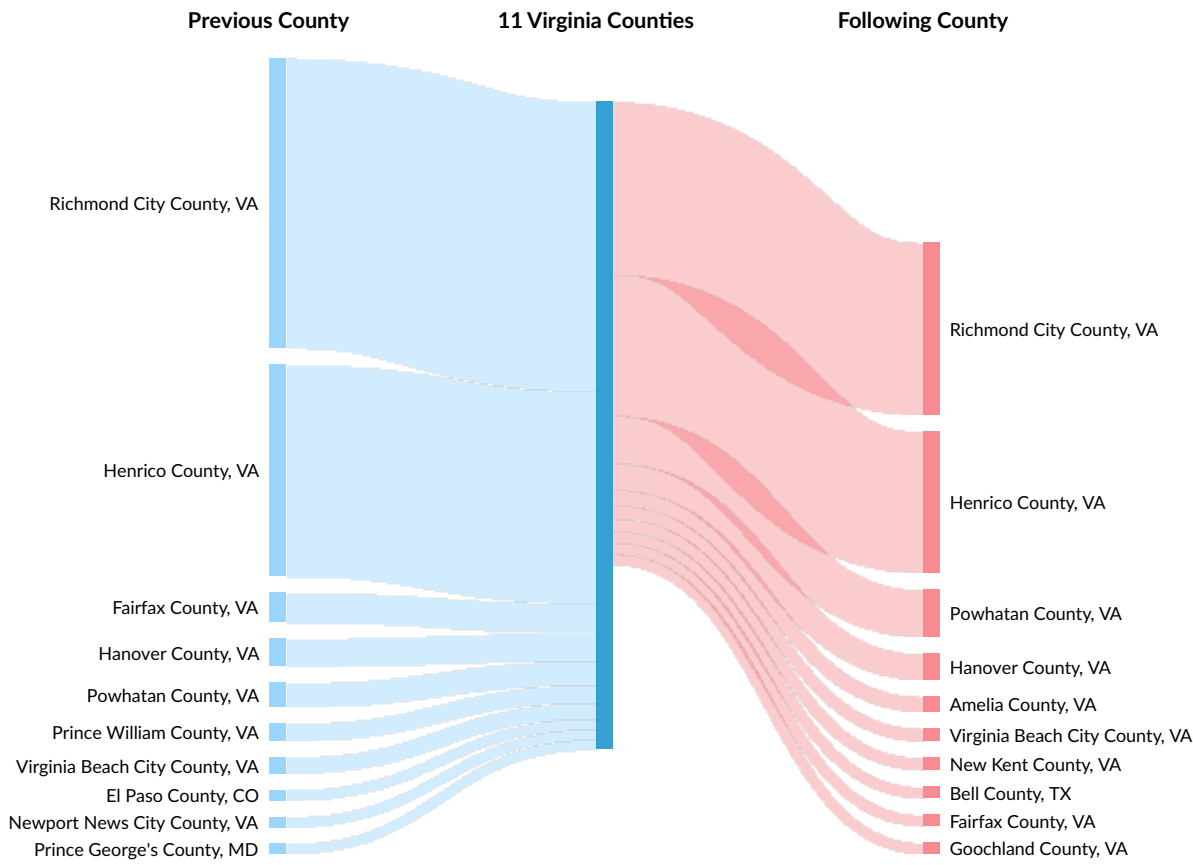 Previous County
11 Virginia Counties
Following County
Richmond City County, VA
Henrico County, VA
Fairfax County, VA
Hanover County, VA
Powhatan County, VA
Prince William County, VA
Virginia Beach City County, VA
El Paso County, CO
Newport News City County, VA
Prince George's County, MD
Richmond City County, VA
Henrico County, VA
Powhatan County, VA
Hanover County, VA
Amelia County, VA
Virginia Beach City County, VA
New Kent County, VA
Bell County, TX
Fairfax County, VA
Goochland County, VA